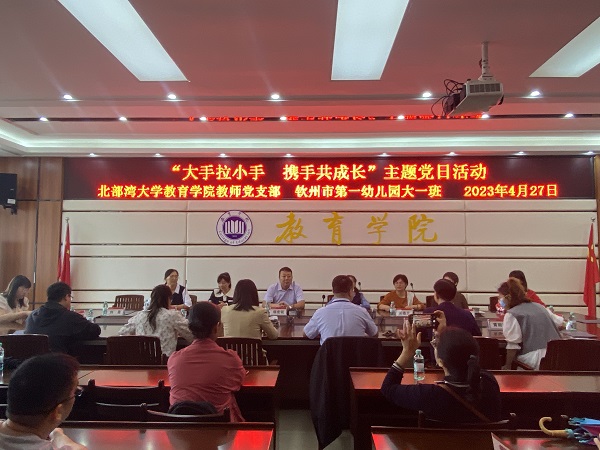 “大手拉小手 携手共成长”主题党日活动
北部湾大学教育学院教师党支部 钦州市第一幼儿园大一班 2023年4月27日
教育学院